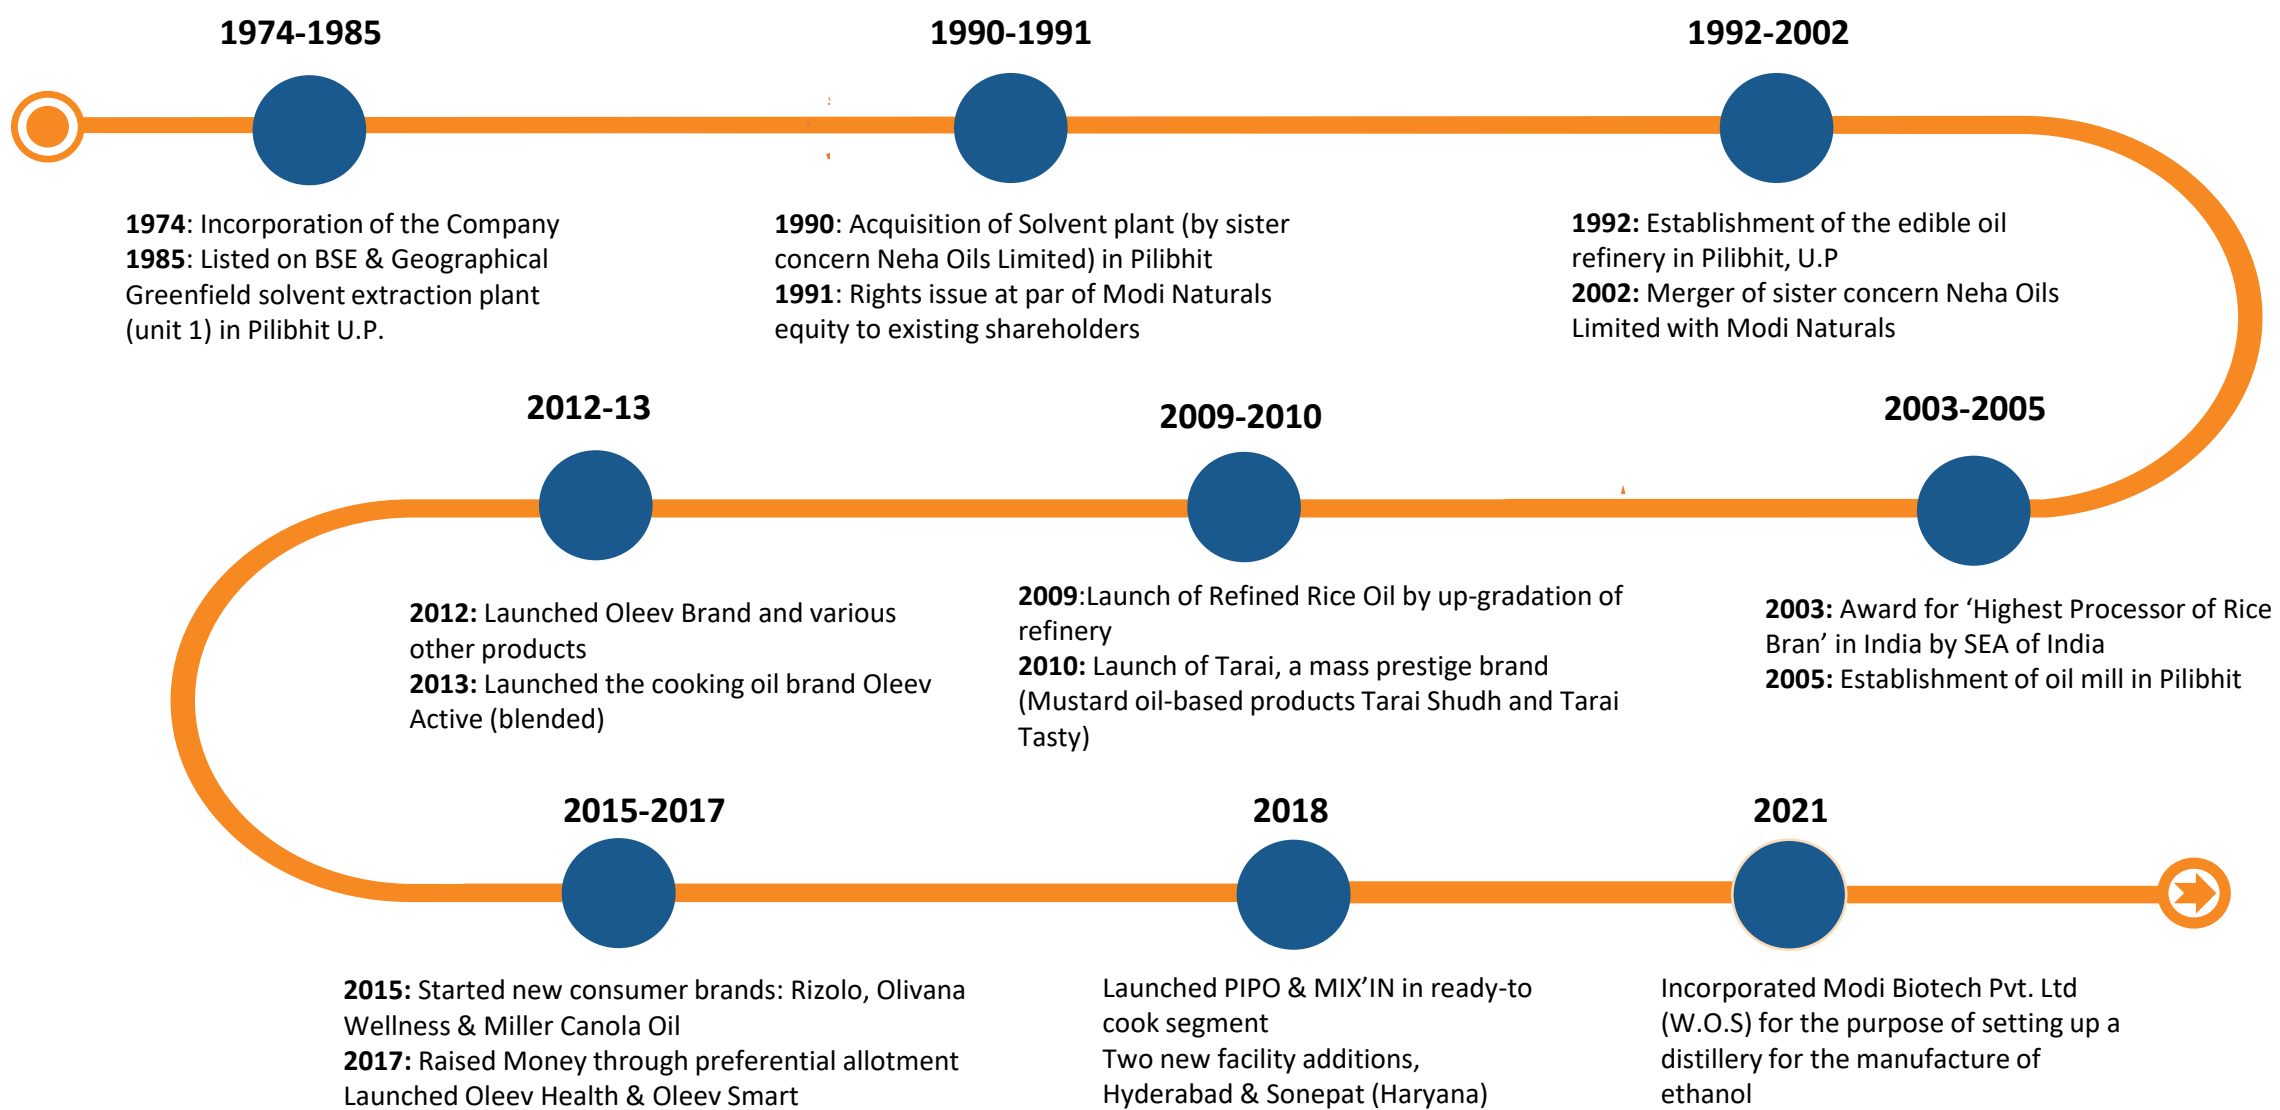 1974-1985
1974: Incorporation of the Company
1985: Listed on BSE & Geographical
Greenfield solvent extraction plant
(unit 1) in Pilibhit U.P.
1990-1991
1990: Acquisition of Solvent plant (by sister
concern Neha Oils Limited) in Pilibhit
1991: Rights issue at par of Modi Naturals
equity to existing shareholders
1992-2002
1992: Establishment of the edible oil
refinery in Pilibhit, U.P
2002: Merger of sister concern Neha Oils
Limited with Modi Naturals
2003-2005
2003: Award for ‘Highest Processor of Rice
Bran’ in India by SEA of India
2005: Establishment of oil mill in Pilibhit
2009-2010
2009:Launch of Refined Rice Oil by up-gradation of
refinery
2010: Launch of Tarai, a mass prestige brand
(Mustard oil-based products Tarai Shudh and Tarai
Tasty)
2012-13
2012: Launched Oleev Brand and various
other products
2013: Launched the cooking oil brand Oleev
Active (blended)
2015-2017
2015: Started new consumer brands: Rizolo, Olivana
Wellness & Miller Canola Oil
2017: Raised Money through preferential allotment
Launched Oleev Health & Oleev Smart
2018
Launched PIPO & MIX’IN in ready-to
cook segment
Two new facility additions,
Hyderabad & Sonepat (Haryana)
2021
Incorporated Modi Biotech Pvt. Ltd
(W.O.S) for the purpose of setting up a
distillery for the manufacture of
ethanol